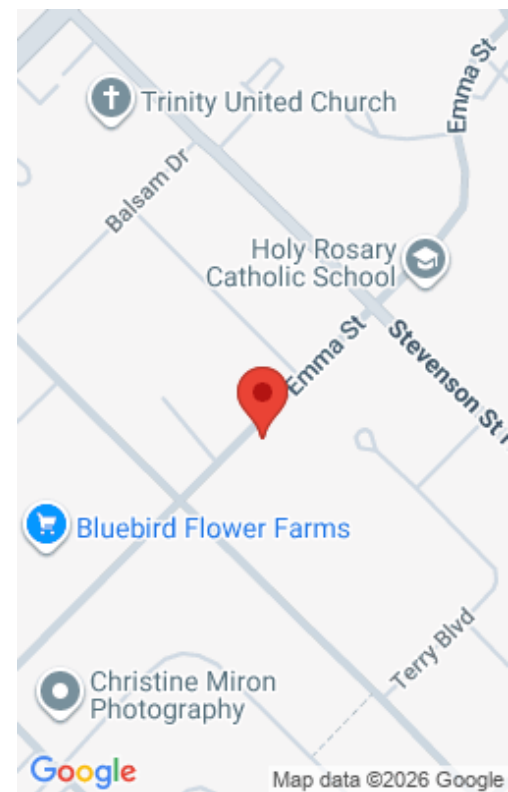 Emma St
Trinity United Church
Balsam Dr
Holy Rosary
Catholic School
Emma St
Stevenson St
Bluebird Flower Farms
Terry Blvd
Christine Miron
Photography
Google
Map data ©2026 Google